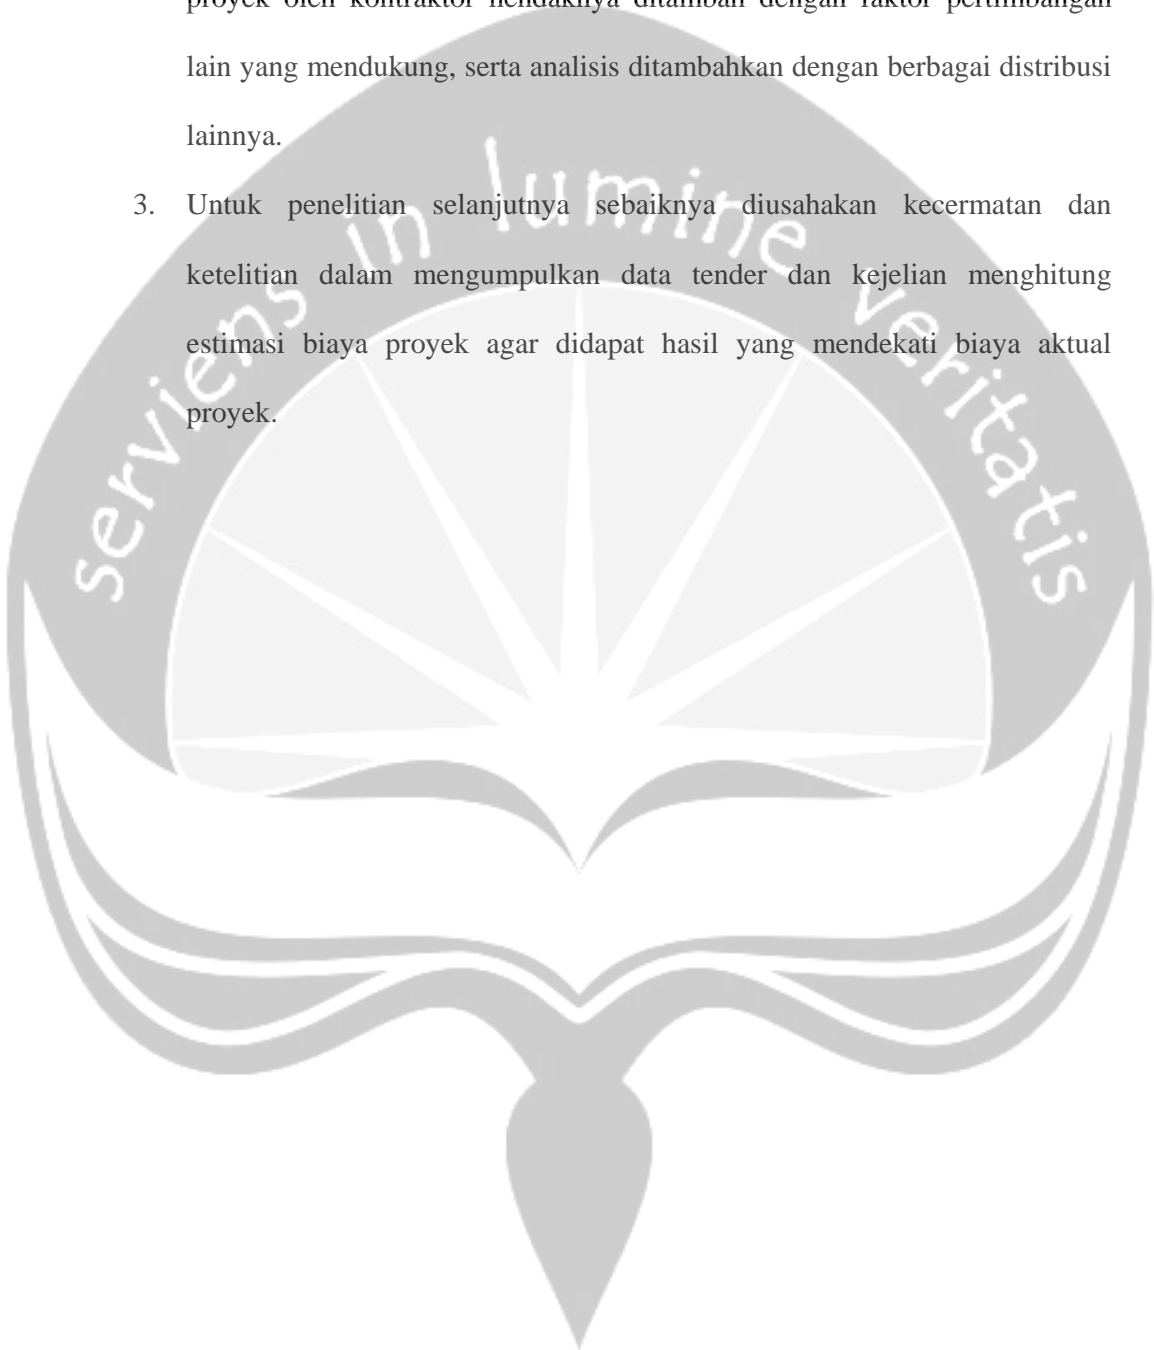 proyek oleh kontraktor hendaknya ditambah dengan faktor pertimbangan
lain yang mendukung, serta analisis ditambahkan dengan berbagai distribusi
lainnya.
3. Untuk penelitian selanjutnya sebaiknya diusahakan kecermatan dan
ketelitian dalam mengumpulkan data tender dan kejelian menghitung
estimasi biaya proyek agar didapat hasil yang mendekati biaya aktual
proyek.
serviens in lumine veritatis